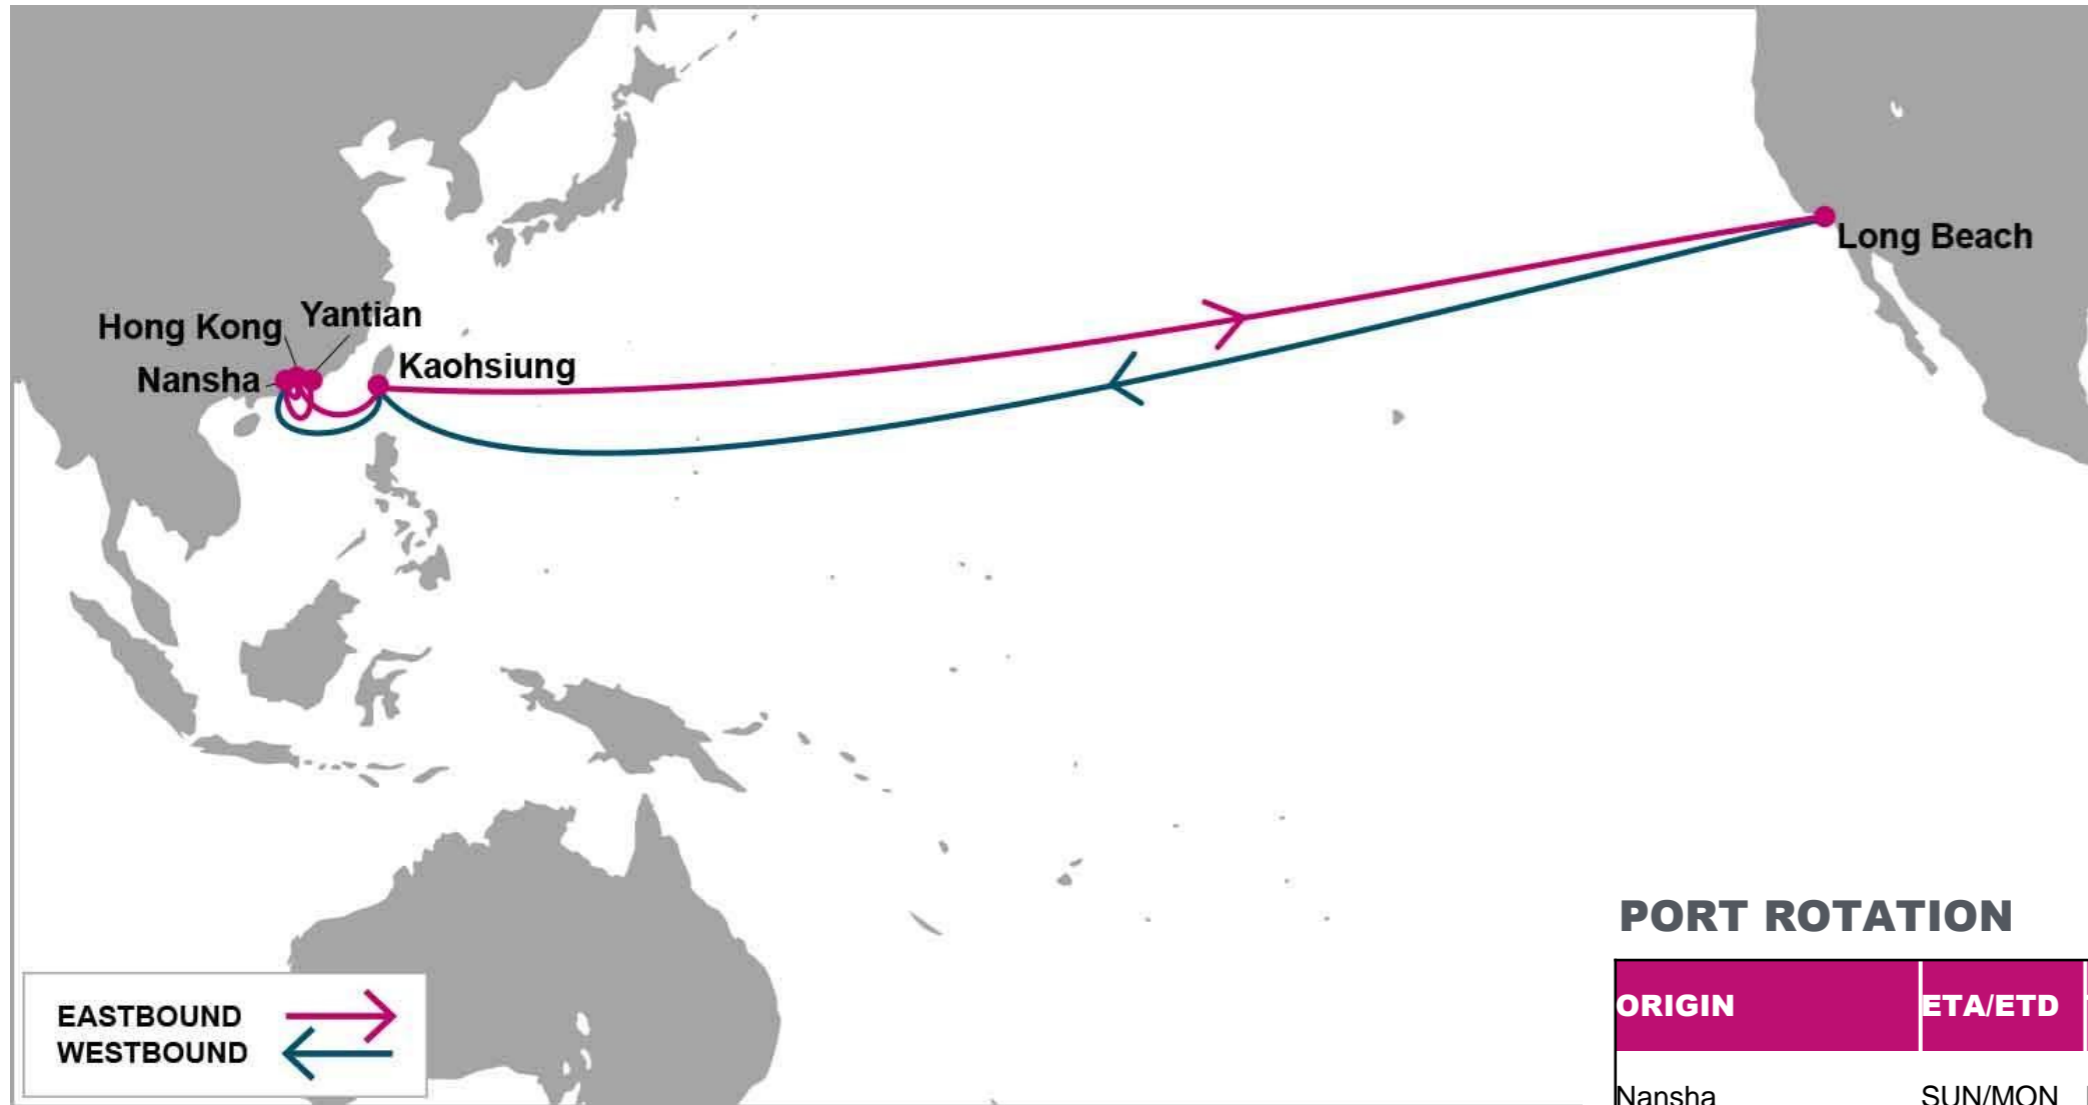 Long Beach
Yantian
Hong Kong
Kaohsiung
Nansha
PORT ROTATION
ORIGIN ETA/ETD
Nansha SUN/MON
EASTBOUND
WESTBOUND